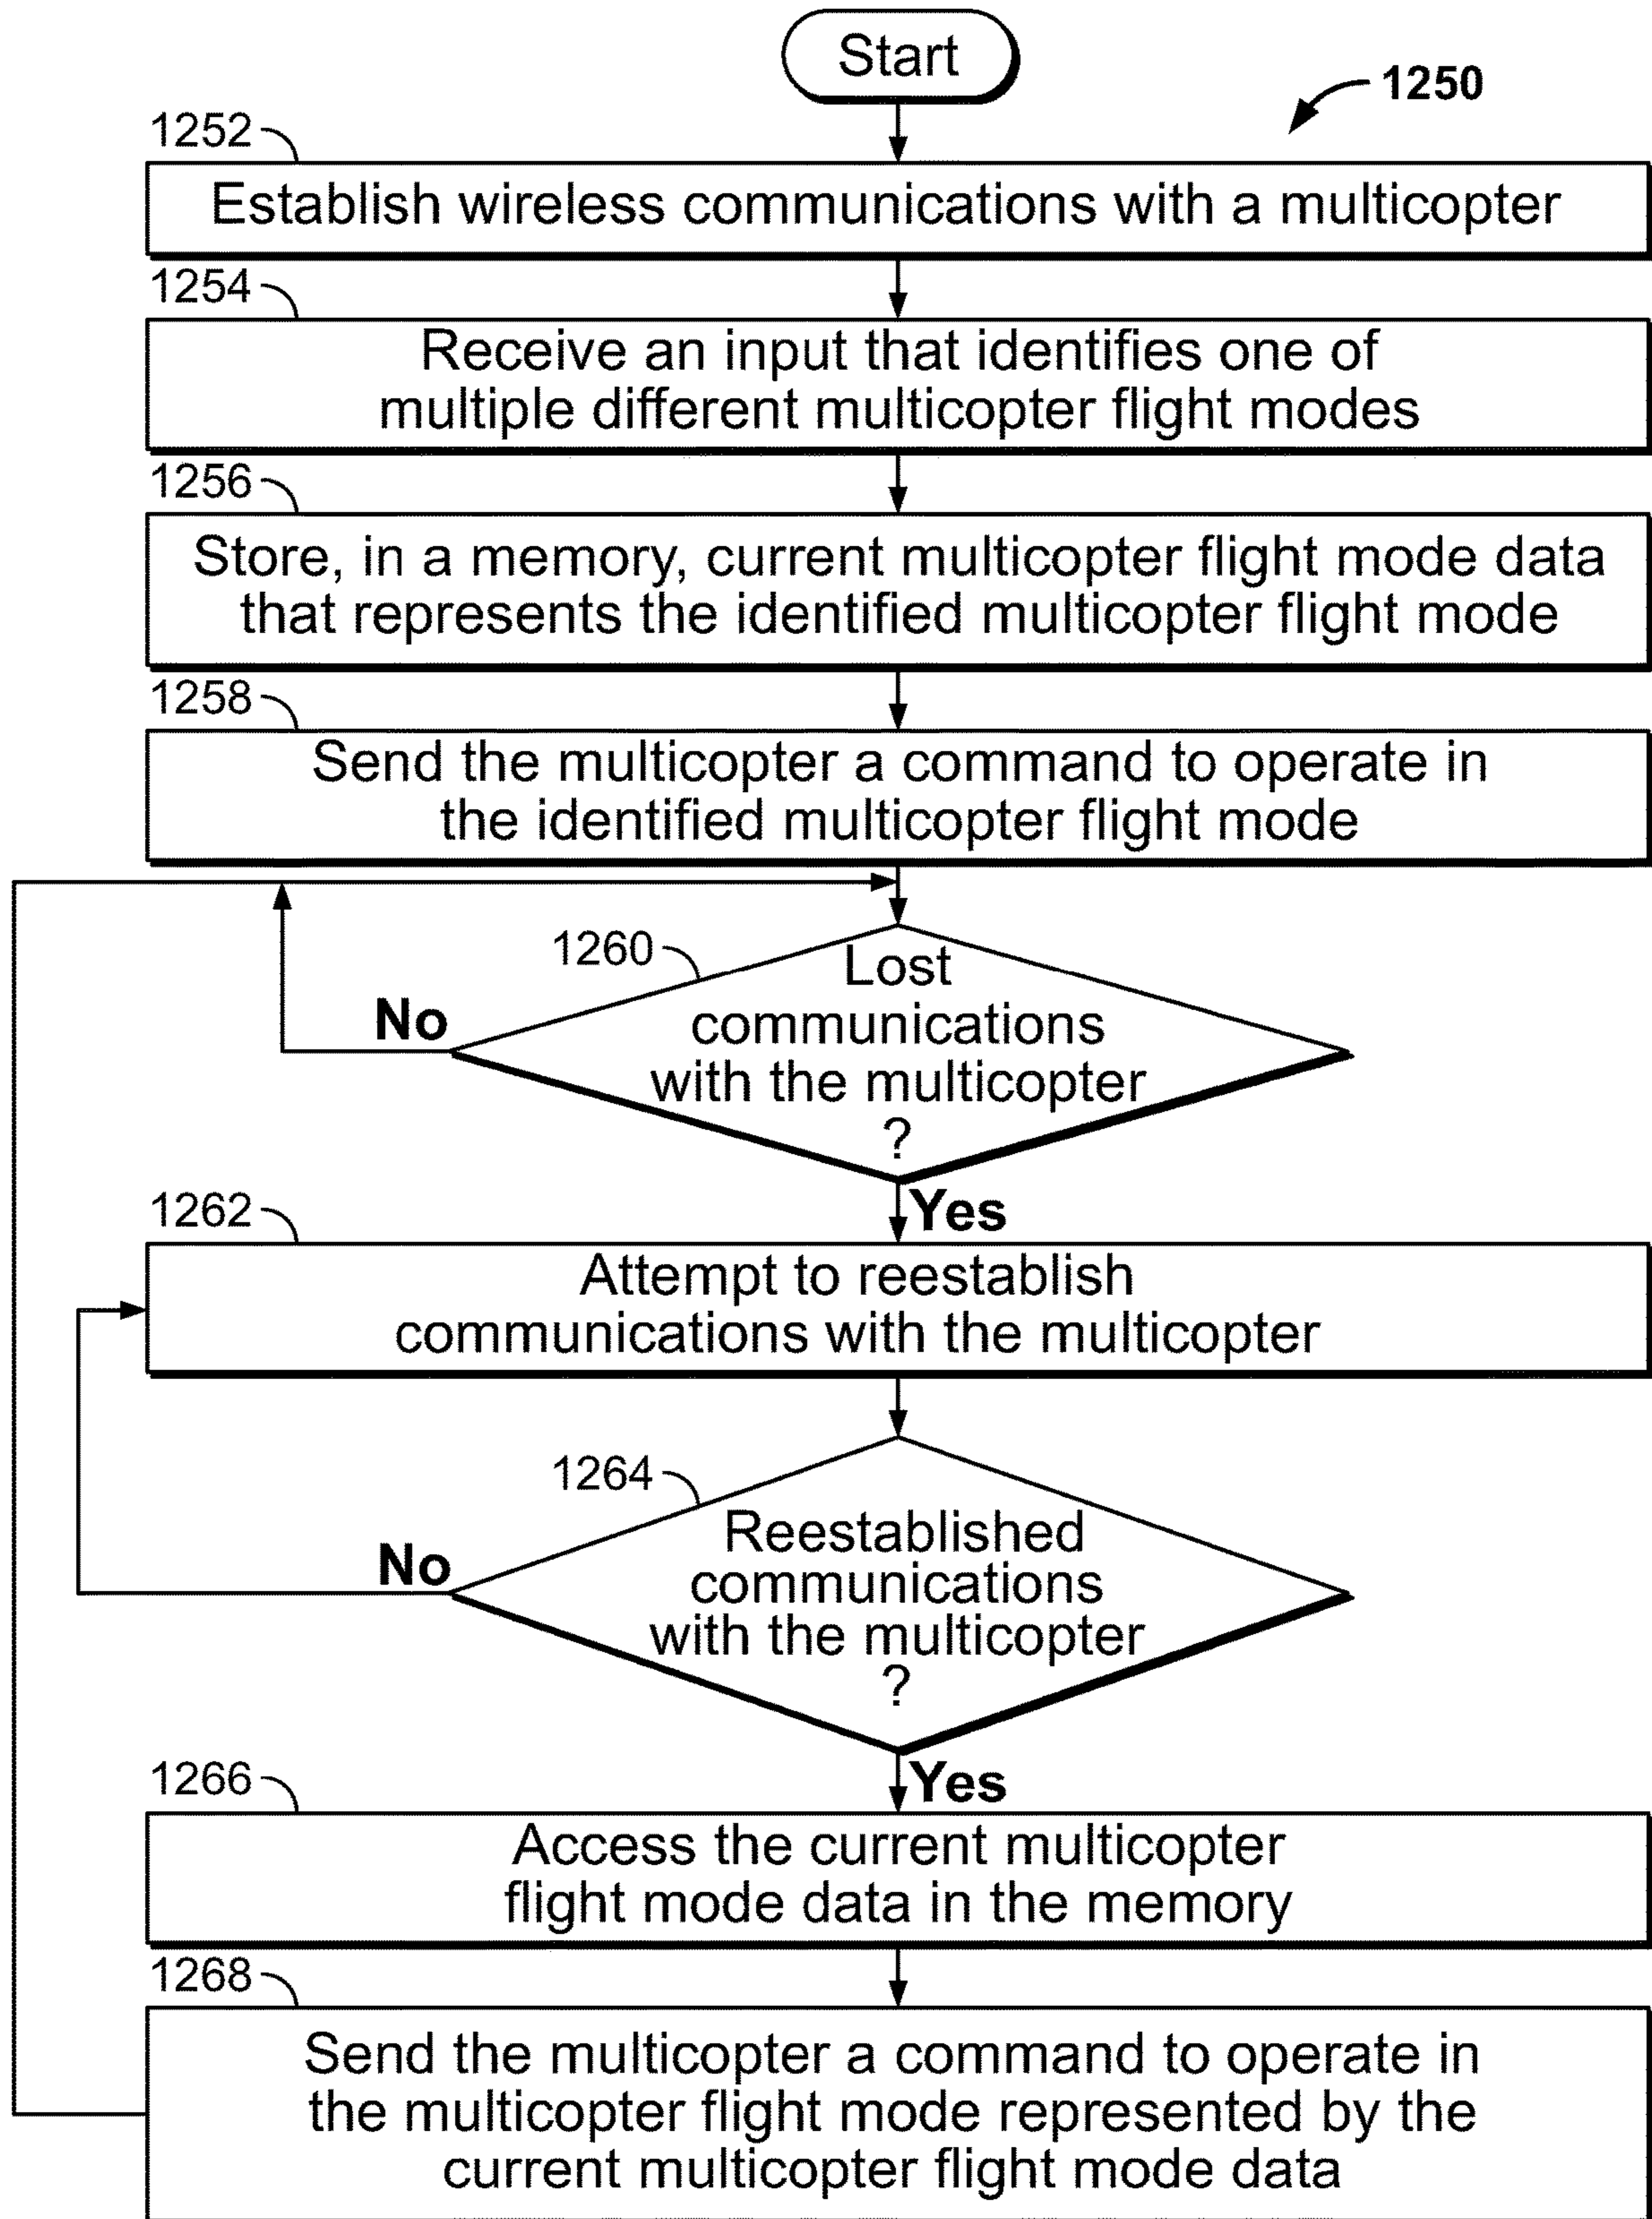 Start
1250
1252
Establish wireless communications with a multicopter
1254
Receive an input that identifies one of
multiple different multicopter flight modes
1256
Store, in a memory, current multicopter flight mode data
that represents the identified multicopter flight mode
1258
Send the multicopter a command to operate in
the identified multicopter flight mode
1260
Lost
communications
with the multicopter
?
No
Yes
1262
Attempt to reestablish
communications with the multicopter
1264
Reestablished
communications
with the multicopter
?
No
Yes
1266
Access the current multicopter
flight mode data in the memory
1268
Send the multicopter a command to operate in
the multicopter flight mode represented by the
current multicopter flight mode data